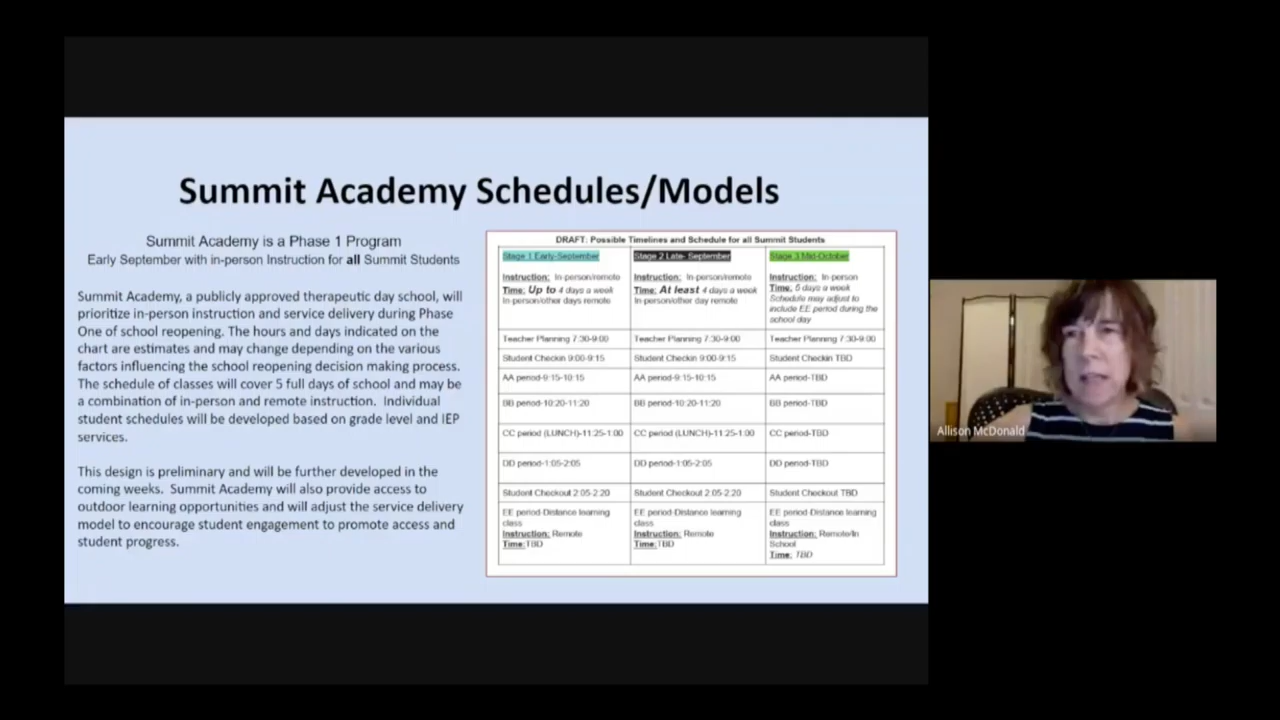 Summit Academy Schedules/Models
Summit Academy is a Phase 1 Program
Early September with in-person Instruction for all Summit Students
Summit Academy, a publicly approved therapeutic day school, will
prioritize in-person instruction and service delivery during Phase
One of school reopening. The hours and days indicated on the
chart are estimates and may change depending on the various
factors influencing the school reopening decision making process.
The schedule of classes will cover 5 full days of school and may be
a combination of in-person and remote instruction. Individual
student schedules will be developed based on grade level and IEP
services.
This design is preliminary and will be further developed in the
coming weeks. Summit Academy will also provide access to
outdoor learning opportunities and will adjust the service delivery
model to encourage student engagement to promote access and
student progress.
DRAFT: Possible Timelines and Schedule for all Summit Students
Stage 1 Early-September
Instruction: In-person/remote
Time: Up to 4 days a week
In-person/other days remote
Stage 2 Late- September
Instruction: In-person/remote
Time: At least 4 days a week
In-person/other day remote
Stage 3 Mid-October
Instruction: In-person
Time: 5 days a week
Schedule may adjust to
include EE period during the
school day
Teacher Planning 7:30-9:00 Teacher Planning 7:30-9:00 Teacher Planning 7:30-9:00
Student Checkin 9:00-9:15 Student Checkin 9:00-9:15 Student Checkin TBD
AA period-9:15-10:15 AA period-9:15-10:15 AA period-TBD
BB period-10:20-11:20 BB period-10:20-11:20 BB period-TBD
CC period (LUNCH)-11:25-1:00 CC period (LUNCH)-11:25-1:00 CC period-TBD
DD period-1:05-2:05 DD period-1:05-2:05 DD period-TBD
Student Checkout 2:05-2:20 Student Checkout 2:05-2:20 Student Checkout TBD
EE period-Distance learning
class
Instruction: Remote
Time:TBD
EE period-Distance learning
class
Instruction: Remote
Time:TBD
EE period-Distance learning
class
Instruction: Remote/In
School
Time: TBD
Allison McDonald